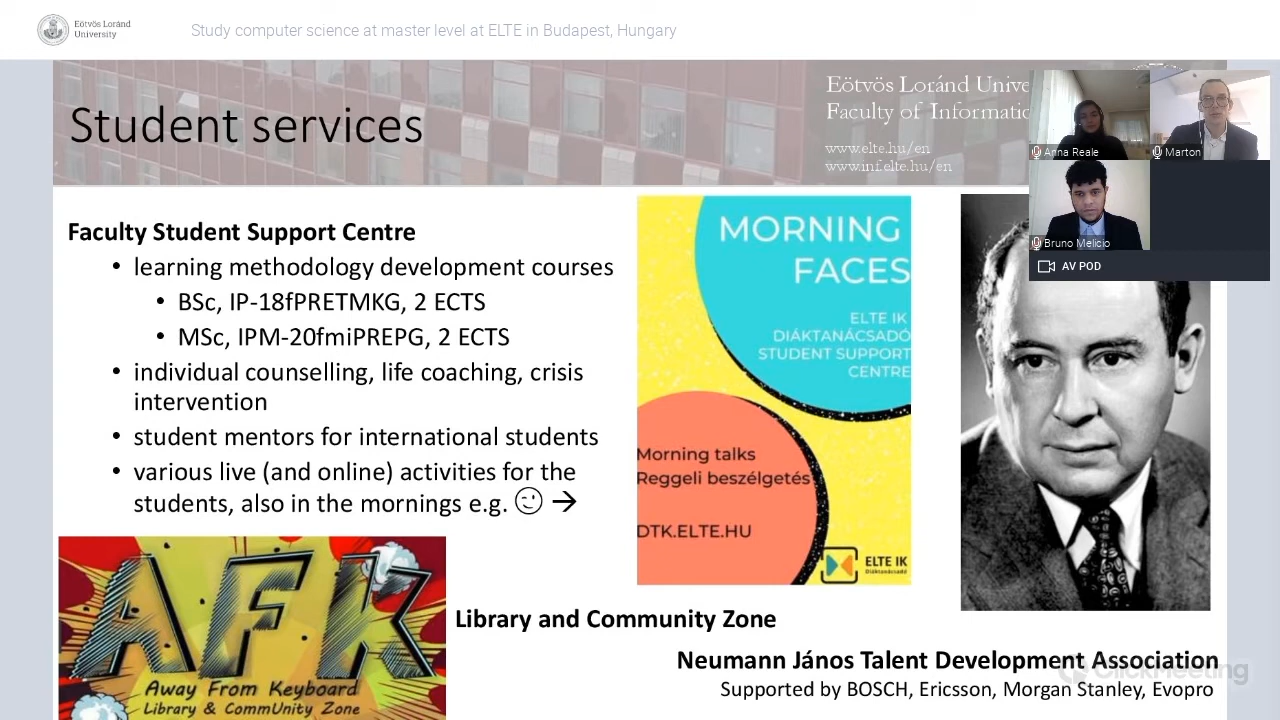 Eötvös Loránd
University
Study computer science at master level at ELTE in Budapest, Hungary
Student services
Eötvös Loránd Unive
Faculty of Informatic
www.elte.hu/en
www.inf.elte.hu/en
Anna Reale
Marton
Bruno Melicio
AV POD
Faculty Student Support Centre
• learning methodology development courses
• BSc, IP-18fPRETMKG, 2 ECTS
• MSc, IPM-20fmiPREPG, 2 ECTS
• individual counselling, life coaching, crisis
intervention
• student mentors for international students
• various live (and online) activities for the
students, also in the mornings e.g. 😉 →
MORNING
FACES
ELTE IK
DIÁKTANÁCSADÓ
STUDENT SUPPORT
CENTRE
Morning talks
Reggeli beszélgetés
DTK.ELTE.HU
ELTE IK
Diáktanácsadó
AFK
Away From Keyboard
Library & CommUnity Zone
Library and Community Zone
Neumann János Talent Development Association
Supported by BOSCH, Ericsson, Morgan Stanley, Evopro
ClickMeeting